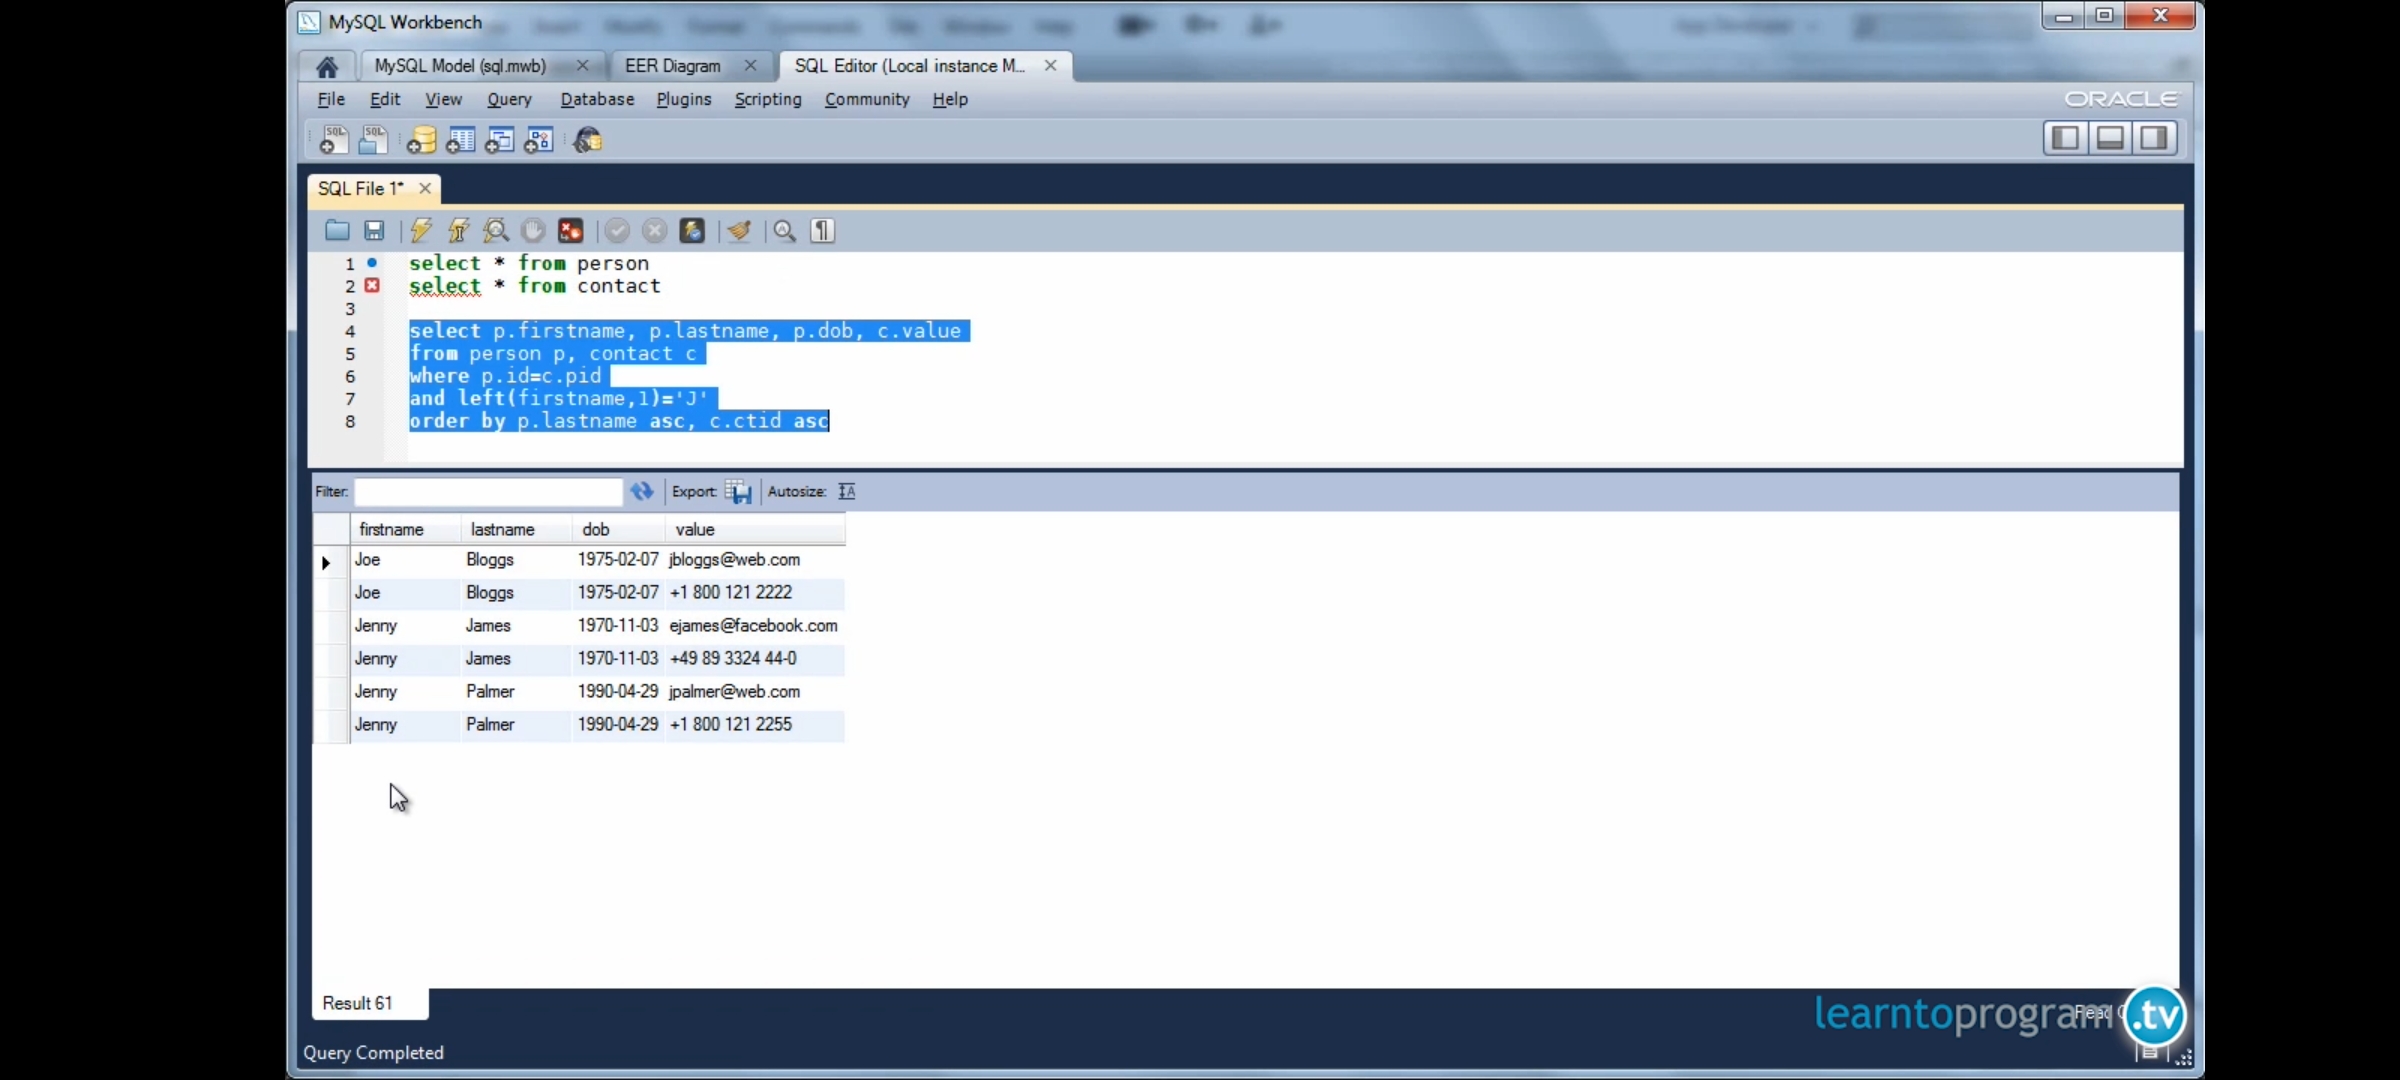 MySQL Workbench
MySQL Model (sql.mwb)
EER Diagram
SQL Editor (Local instance M...
File Edit View Query Database Plugins Scripting Community Help
ORACLE
SQL SQL
SQL File 1*
1 select * from person
2 select * from contact
3
4 select p.firstname, p.lastname, p.dob, c.value
5 from person p, contact c
6 where p.id=c.pid
7 and left(firstname,1)='J'
8 order by p.lastname asc, c.ctid asc
Filter: Export: Autosize:
firstname lastname dob value
Joe Bloggs 1975-02-07 jbloggs@web.com
Joe Bloggs 1975-02-07 +1 800 121 2222
Jenny James 1970-11-03 ejames@facebook.com
Jenny James 1970-11-03 +49 89 3324 44-0
Jenny Palmer 1990-04-29 jpalmer@web.com
Jenny Palmer 1990-04-29 +1 800 121 2255
Result 61
learntoprogram.tv
Query Completed